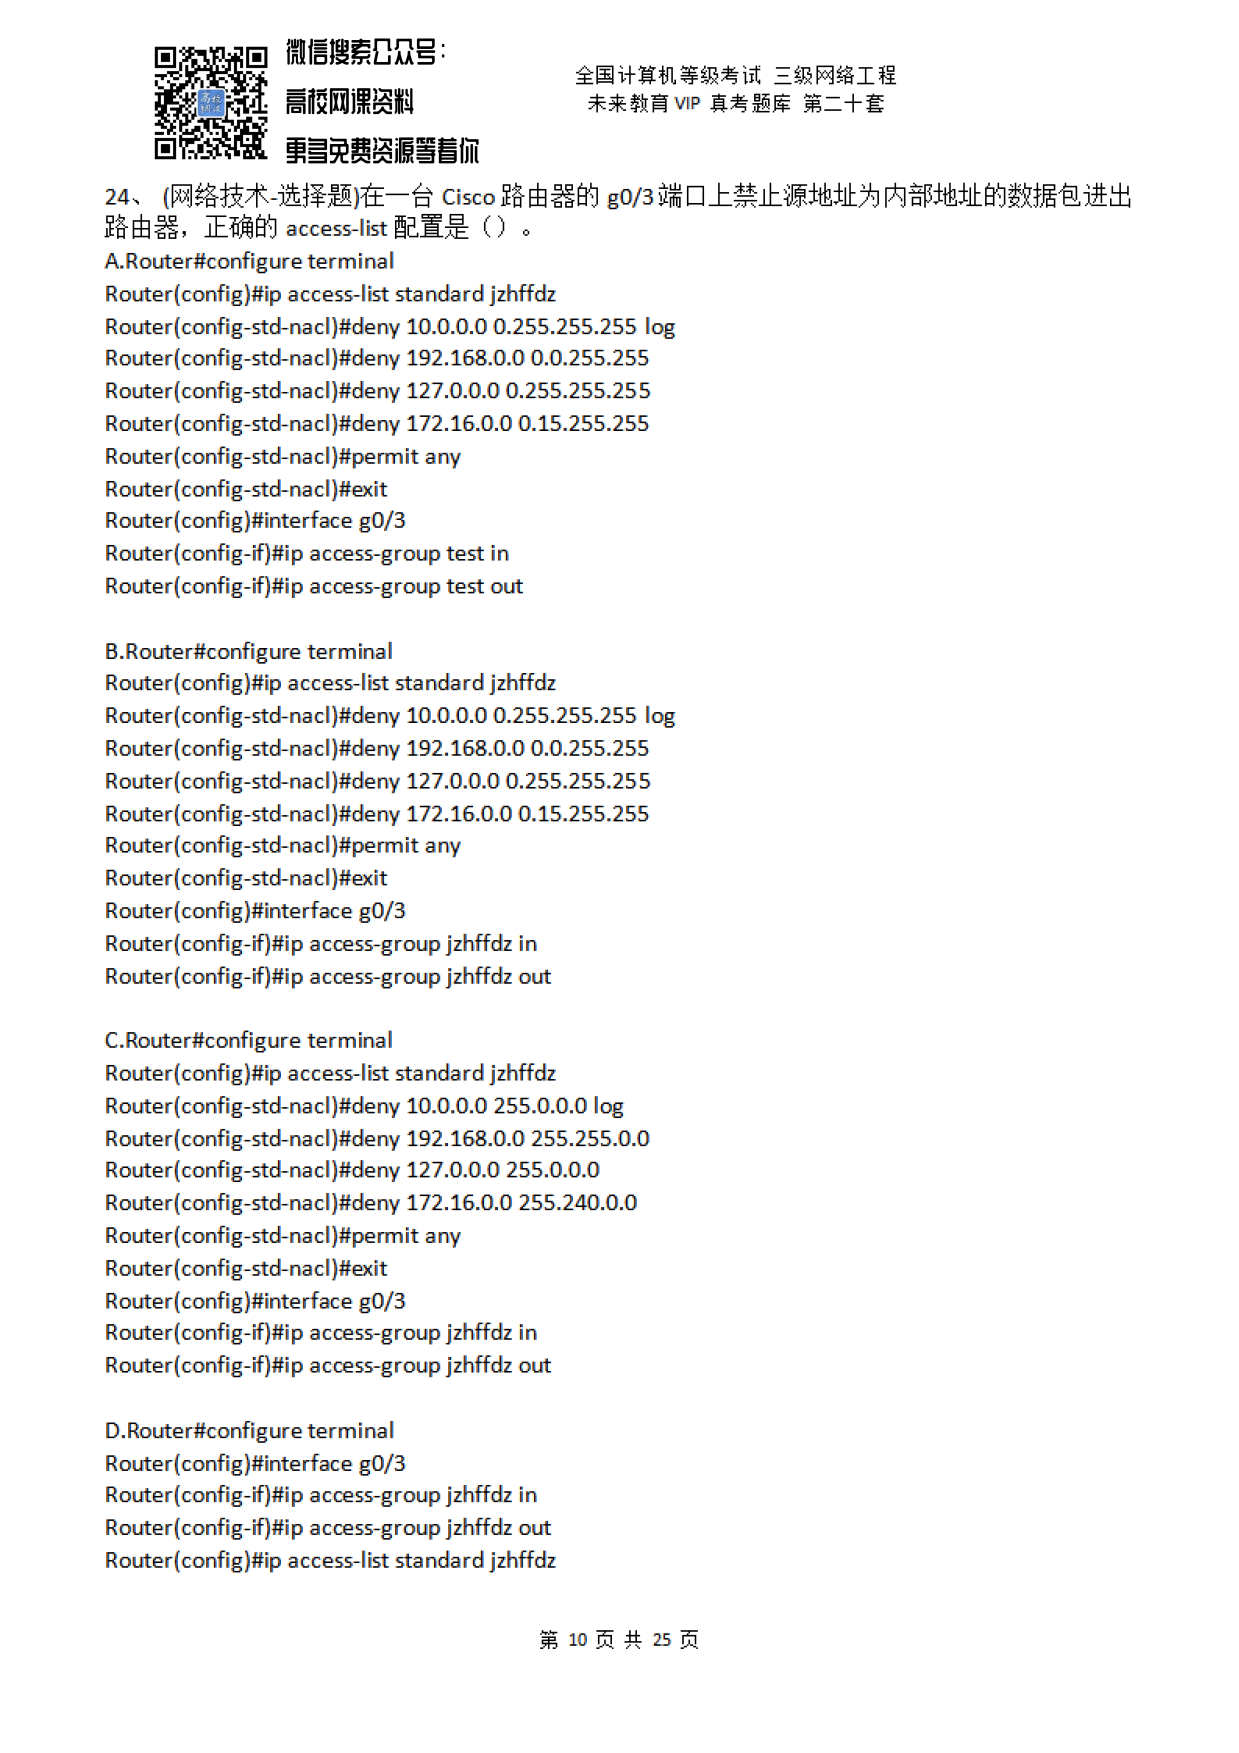 微信搜索公众号：
高校网课资料
更多免费资源等着你
高校
网课
全国计算机等级考试 三级网络工程
未来教育 VIP 真考题库 第二十套
24、 (网络技术-选择题)在一台 Cisco 路由器的 g0/3 端口上禁止源地址为内部地址的数据包进出
路由器，正确的 access-list 配置是（）。
A.Router#configure terminal
Router(config)#ip access-list standard jzhffdz
Router(config-std-nacl)#deny 10.0.0.0 0.255.255.255 log
Router(config-std-nacl)#deny 192.168.0.0 0.0.255.255
Router(config-std-nacl)#deny 127.0.0.0 0.255.255.255
Router(config-std-nacl)#deny 172.16.0.0 0.15.255.255
Router(config-std-nacl)#permit any
Router(config-std-nacl)#exit
Router(config)#interface g0/3
Router(config-if)#ip access-group test in
Router(config-if)#ip access-group test out
B.Router#configure terminal
Router(config)#ip access-list standard jzhffdz
Router(config-std-nacl)#deny 10.0.0.0 0.255.255.255 log
Router(config-std-nacl)#deny 192.168.0.0 0.0.255.255
Router(config-std-nacl)#deny 127.0.0.0 0.255.255.255
Router(config-std-nacl)#deny 172.16.0.0 0.15.255.255
Router(config-std-nacl)#permit any
Router(config-std-nacl)#exit
Router(config)#interface g0/3
Router(config-if)#ip access-group jzhffdz in
Router(config-if)#ip access-group jzhffdz out
C.Router#configure terminal
Router(config)#ip access-list standard jzhffdz
Router(config-std-nacl)#deny 10.0.0.0 255.0.0.0 log
Router(config-std-nacl)#deny 192.168.0.0 255.255.0.0
Router(config-std-nacl)#deny 127.0.0.0 255.0.0.0
Router(config-std-nacl)#deny 172.16.0.0 255.240.0.0
Router(config-std-nacl)#permit any
Router(config-std-nacl)#exit
Router(config)#interface g0/3
Router(config-if)#ip access-group jzhffdz in
Router(config-if)#ip access-group jzhffdz out
D.Router#configure terminal
Router(config)#interface g0/3
Router(config-if)#ip access-group jzhffdz in
Router(config-if)#ip access-group jzhffdz out
Router(config)#ip access-list standard jzhffdz
第 10 页 共 25 页